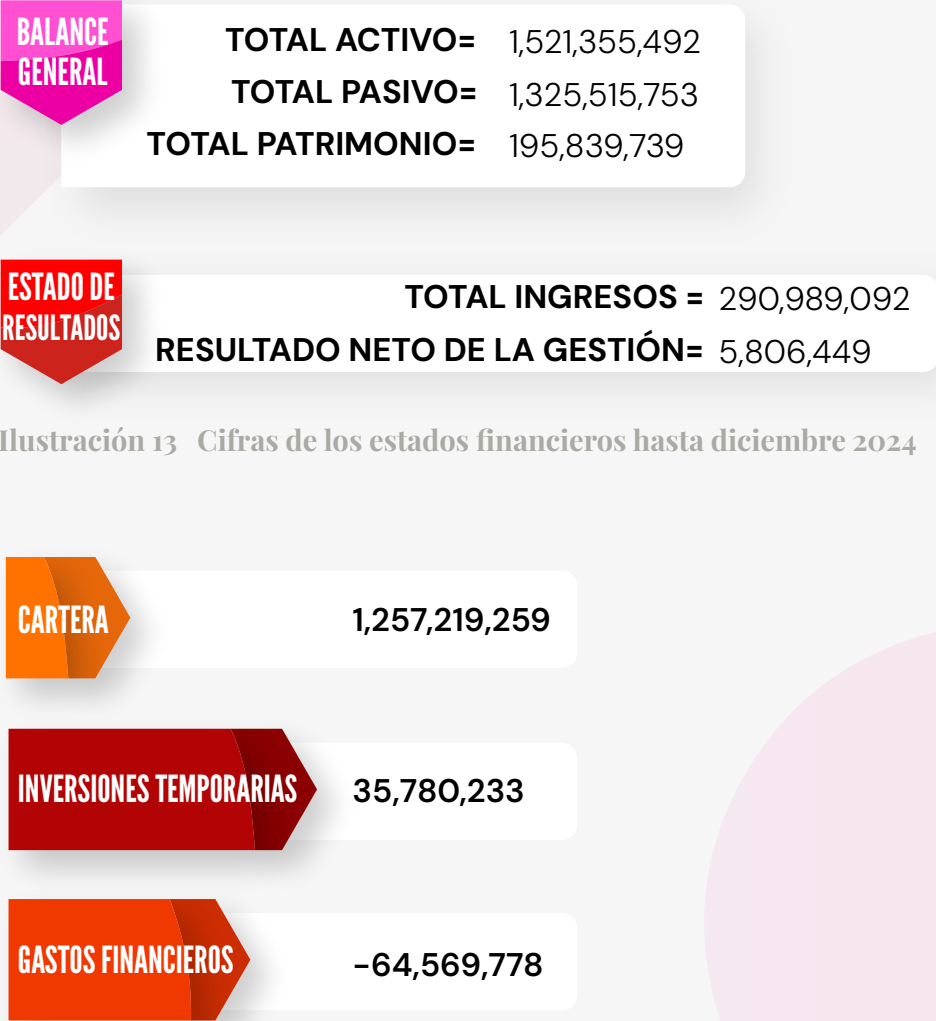 BALANCE
GENERAL
TOTAL ACTIVO= 1,521,355,492
TOTAL PASIVO= 1,325,515,753
TOTAL PATRIMONIO= 195,839,739
ESTADO DE
RESULTADOS
TOTAL INGRESOS = 290,989,092
RESULTADO NETO DE LA GESTIÓN= 5,806,449
Ilustración 13 Cifras de los estados financieros hasta diciembre 2024
CARTERA 1,257,219,259
INVERSIONES TEMPORARIAS 35,780,233
GASTOS FINANCIEROS -64,569,778